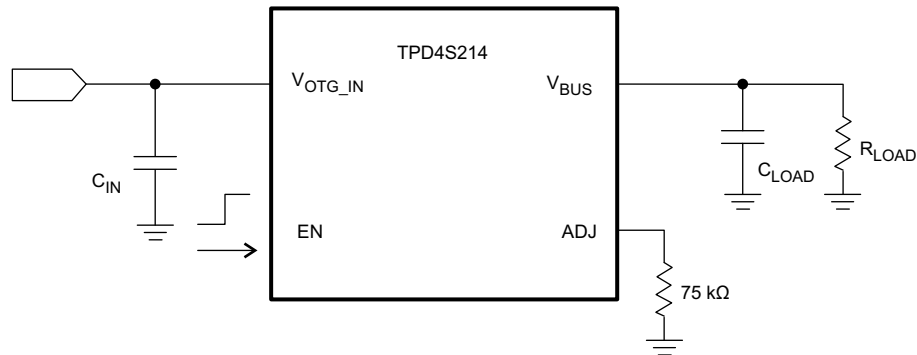 TPD4S214
V_OTG_IN
V_BUS
C_IN
C_LOAD
R_LOAD
EN
ADJ
75 kΩ